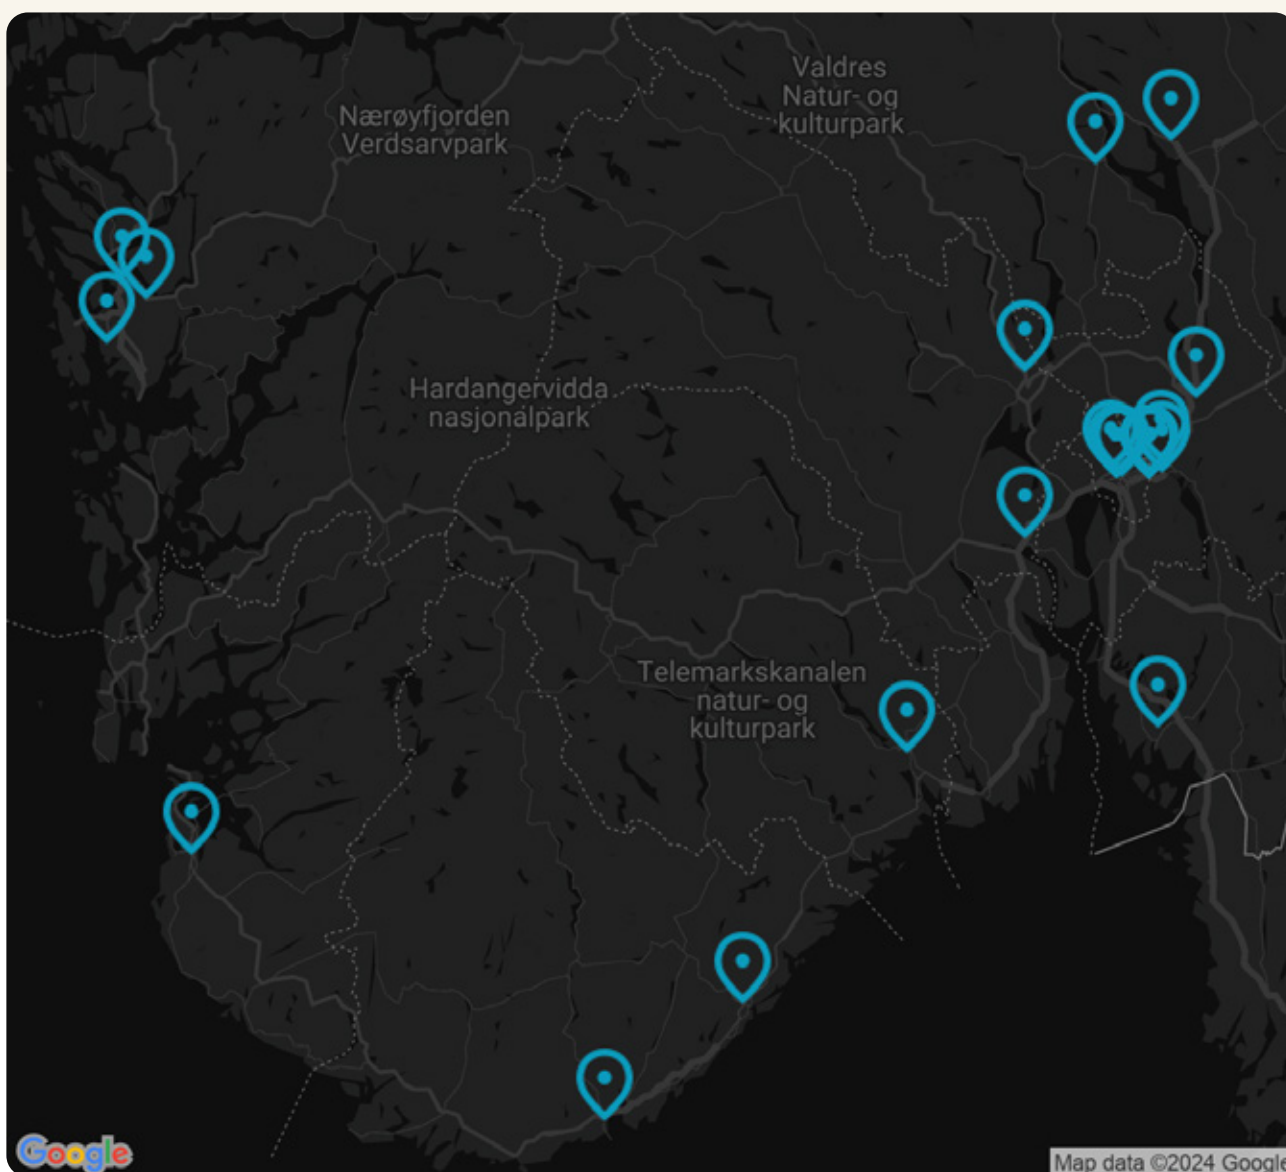 Valdres
Natur- og
kulturpark
Nærøyfjorden
Verdsarvpark
Hardangervidda
nasjonalpark
Telemarkskanalen
natur- og
kulturpark
Google
Map data ©2024 Google